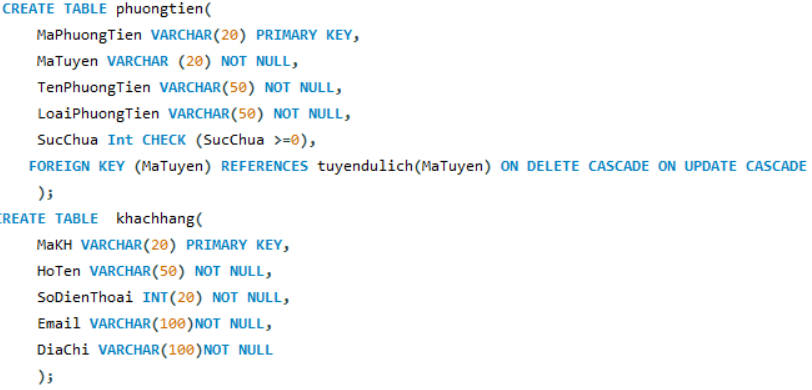 CREATE TABLE phuongtien(
MaPhuongTien VARCHAR(20) PRIMARY KEY,
MaTuyen VARCHAR (20) NOT NULL,
TenPhuongTien VARCHAR(50) NOT NULL,
LoaiPhuongTien VARCHAR(50) NOT NULL,
SucChua Int CHECK (SucChua >=0),
FOREIGN KEY (MaTuyen) REFERENCES tuyendulich(MaTuyen) ON DELETE CASCADE ON UPDATE CASCADE
);
CREATE TABLE khachhang(
MaKH VARCHAR(20) PRIMARY KEY,
HoTen VARCHAR(50) NOT NULL,
SoDienThoai INT(20) NOT NULL,
Email VARCHAR(100)NOT NULL,
DiaChi VARCHAR(100)NOT NULL
);